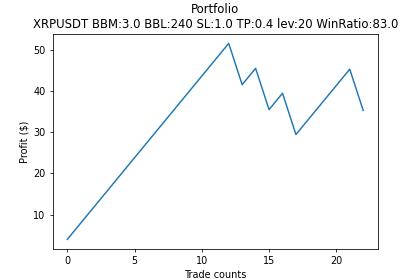 Portfolio
XRPUSDT BBM:3.0 BBL:240 SL:1.0 TP:0.4 lev:20 WinRatio:83.0
50
40
30
20
10
Profit ($)
0 5 10 15 20
Trade counts